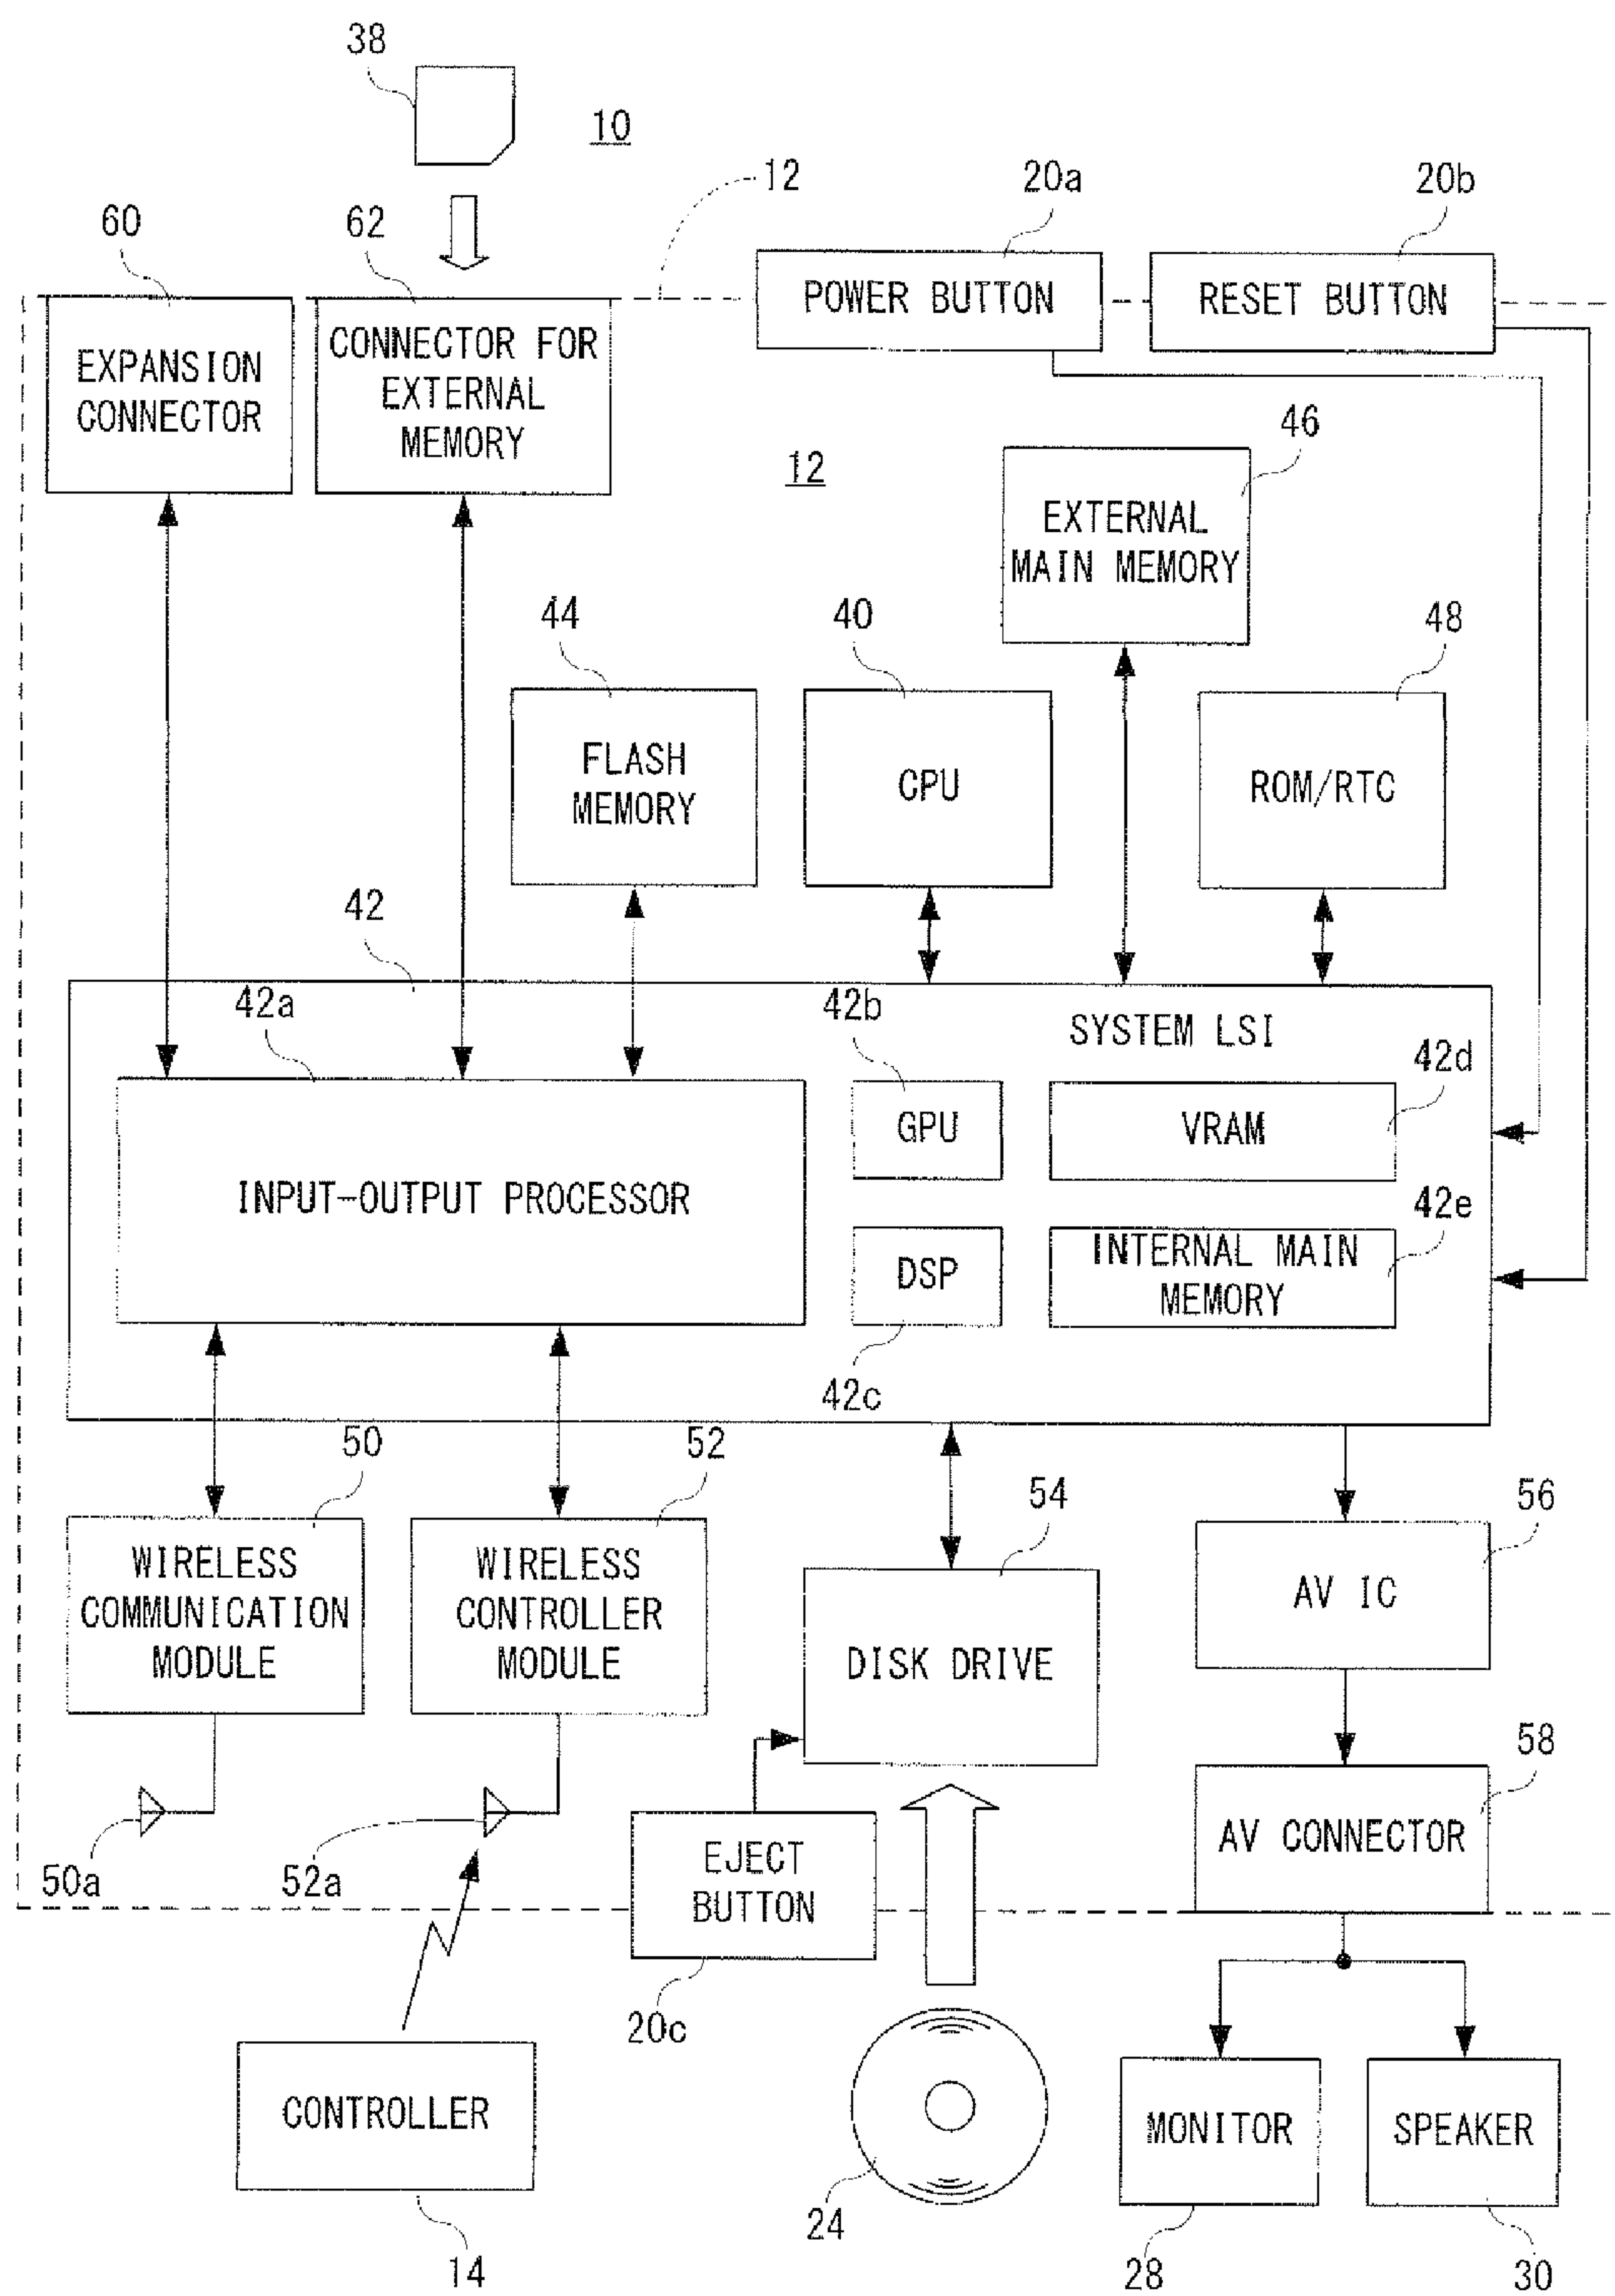 38
10
12
20a
20b
60
62
POWER BUTTON
RESET BUTTON
EXPANSION
CONNECTOR
CONNECTOR FOR
EXTERNAL
MEMORY
12
46
EXTERNAL
MAIN MEMORY
44
40
48
FLASH
MEMORY
CPU
ROM/RTC
42
42a
42b
SYSTEM LSI
42d
GPU
VRAM
INPUT-OUTPUT PROCESSOR
42e
DSP
INTERNAL MAIN
MEMORY
42c
50
52
54
56
WIRELESS
COMMUNICATION
MODULE
WIRELESS
CONTROLLER
MODULE
DISK DRIVE
AV IC
58
50a
52a
EJECT
BUTTON
AV CONNECTOR
20c
CONTROLLER
MONITOR
SPEAKER
14
24
28
30